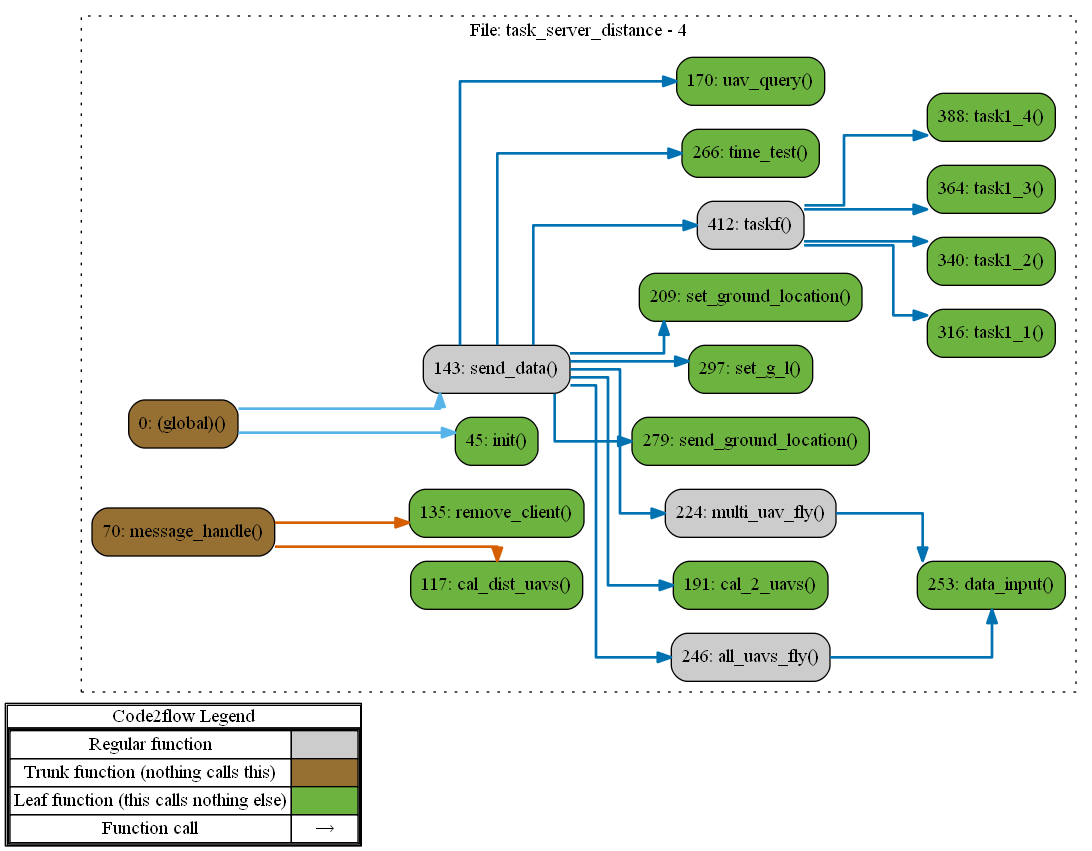 File: task_server_distance - 4
170: uav_query()
388: task1_4()
266: time_test()
364: task1_3()
412: taskf()
340: task1_2()
209: set_ground_location()
316: task1_1()
143: send_data()
297: set_g_l()
0: (global)()
45: init()
279: send_ground_location()
135: remove_client()
224: multi_uav_fly()
70: message_handle()
117: cal_dist_uavs()
191: cal_2_uavs()
253: data_input()
246: all_uavs_fly()
Code2flow Legend
Regular function
Trunk function (nothing calls this)
Leaf function (this calls nothing else)
Function call →